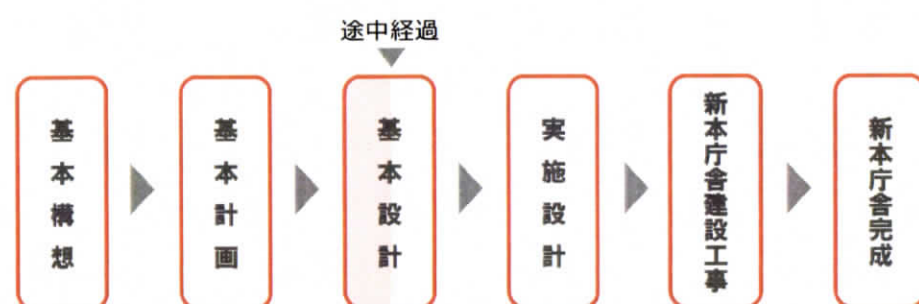 途中経過
基本構想
基本計画
基本設計
実施設計
新本庁舎建設工事
新本庁舎完成